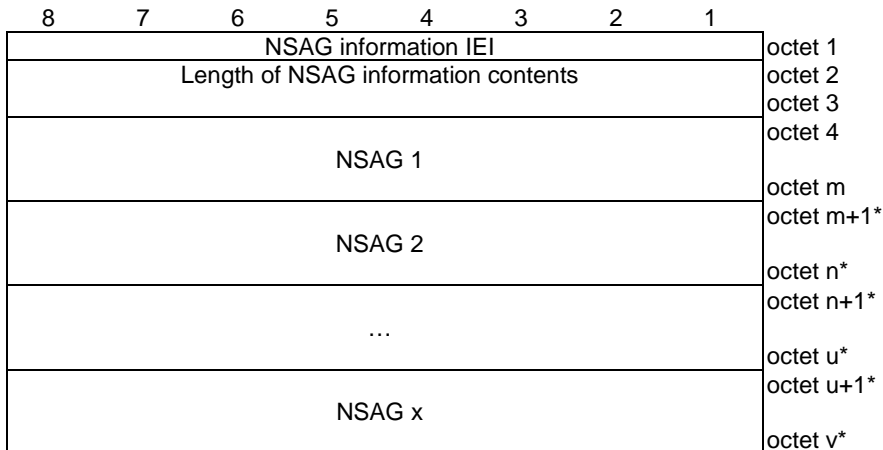 8 7 6 5 4 3 2 1
NSAG information IEI octet 1
Length of NSAG information contents octet 2
octet 3
octet 4
NSAG 1
octet m
octet m+1*
NSAG 2
octet n*
octet n+1*
…
octet u*
octet u+1*
NSAG x
octet v*